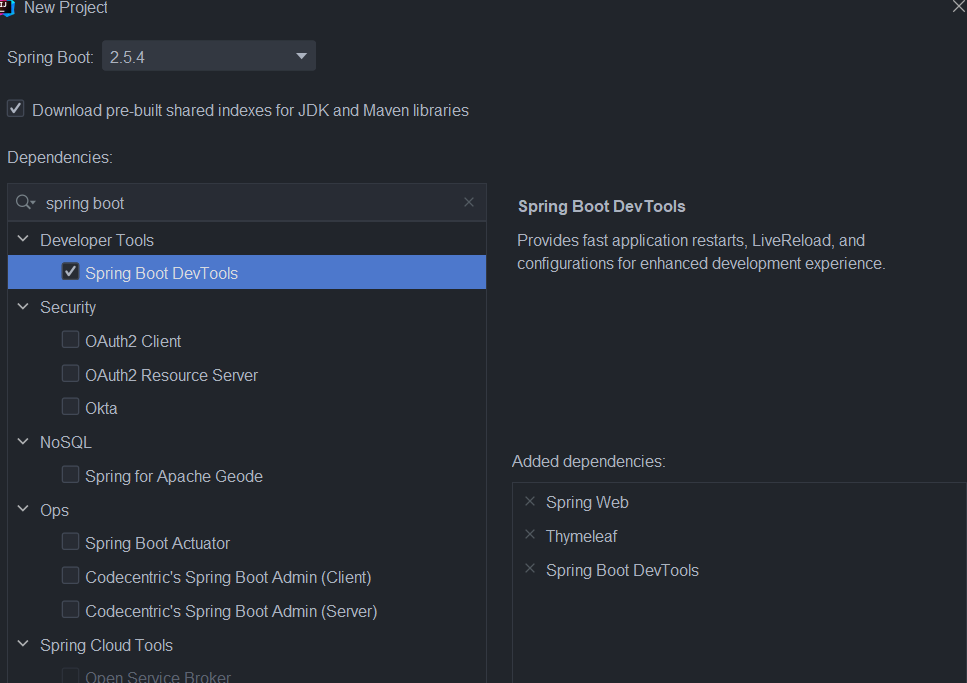 New Project
Spring Boot: 2.5.4
Download pre-built shared indexes for JDK and Maven libraries
Dependencies:
spring boot
Developer Tools
Spring Boot DevTools
Security
OAuth2 Client
OAuth2 Resource Server
Okta
NoSQL
Spring for Apache Geode
Ops
Spring Boot Actuator
Codecentric's Spring Boot Admin (Client)
Codecentric's Spring Boot Admin (Server)
Spring Cloud Tools
Open Service Broker
Spring Boot DevTools
Provides fast application restarts, LiveReload, and
configurations for enhanced development experience.
Added dependencies:
Spring Web
Thymeleaf
Spring Boot DevTools